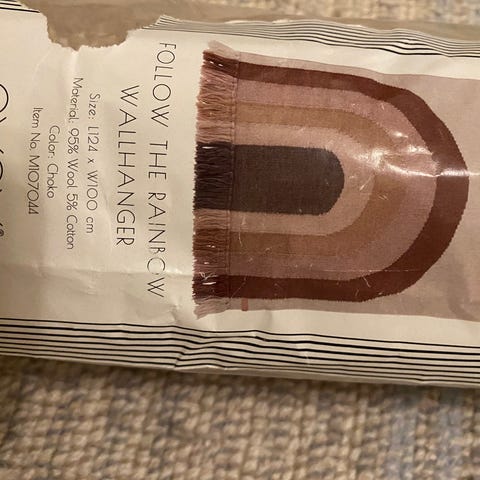 FOLLOW THE RAINBOW
WALLHANGER
Size: L124 x W100 cm
Material: 95% Wool 5% Cotton
Color: Choko
Item No. M107044